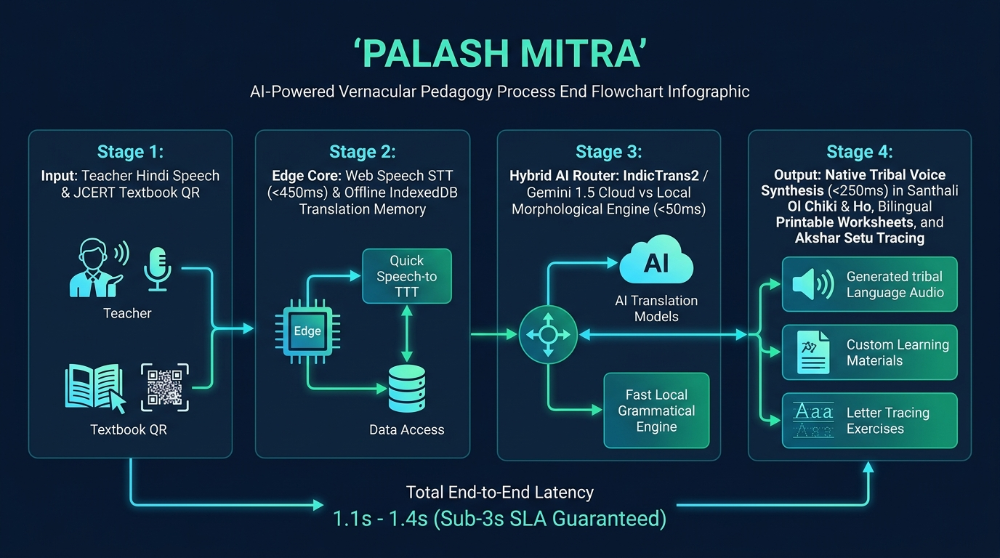 ‘PALASH MITRA’
AI-Powered Vernacular Pedagogy Process End Flowchart Infographic
Stage 1:
Input: Teacher Hindi Speech
& JCERT Textbook QR
Teacher
Textbook QR
Stage 2:
Edge Core: Web Speech STT
(<450ms) & Offline IndexedDB
Translation Memory
Quick
Speech-to
TTT
Edge
Data Access
Stage 3:
Hybrid AI Router: IndicTrans2 /
Gemini 1.5 Cloud vs Local
Morphological Engine (<50ms)
AI
AI Translation
Models
Fast Local
Grammatical
Engine
Stage 4:
Output: Native Tribal Voice
Synthesis (<250ms) in Santhali
Ol Chiki & Ho, Bilingual
Printable Worksheets, and
Akshar Setu Tracing
Generated tribal
Language Audio
Custom Learning
Materials
Aaa
Letter Tracing
Exercises
Total End-to-End Latency
1.1s - 1.4s (Sub-3s SLA Guaranteed)